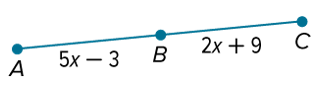 A 5x − 3 B 2x + 9 C